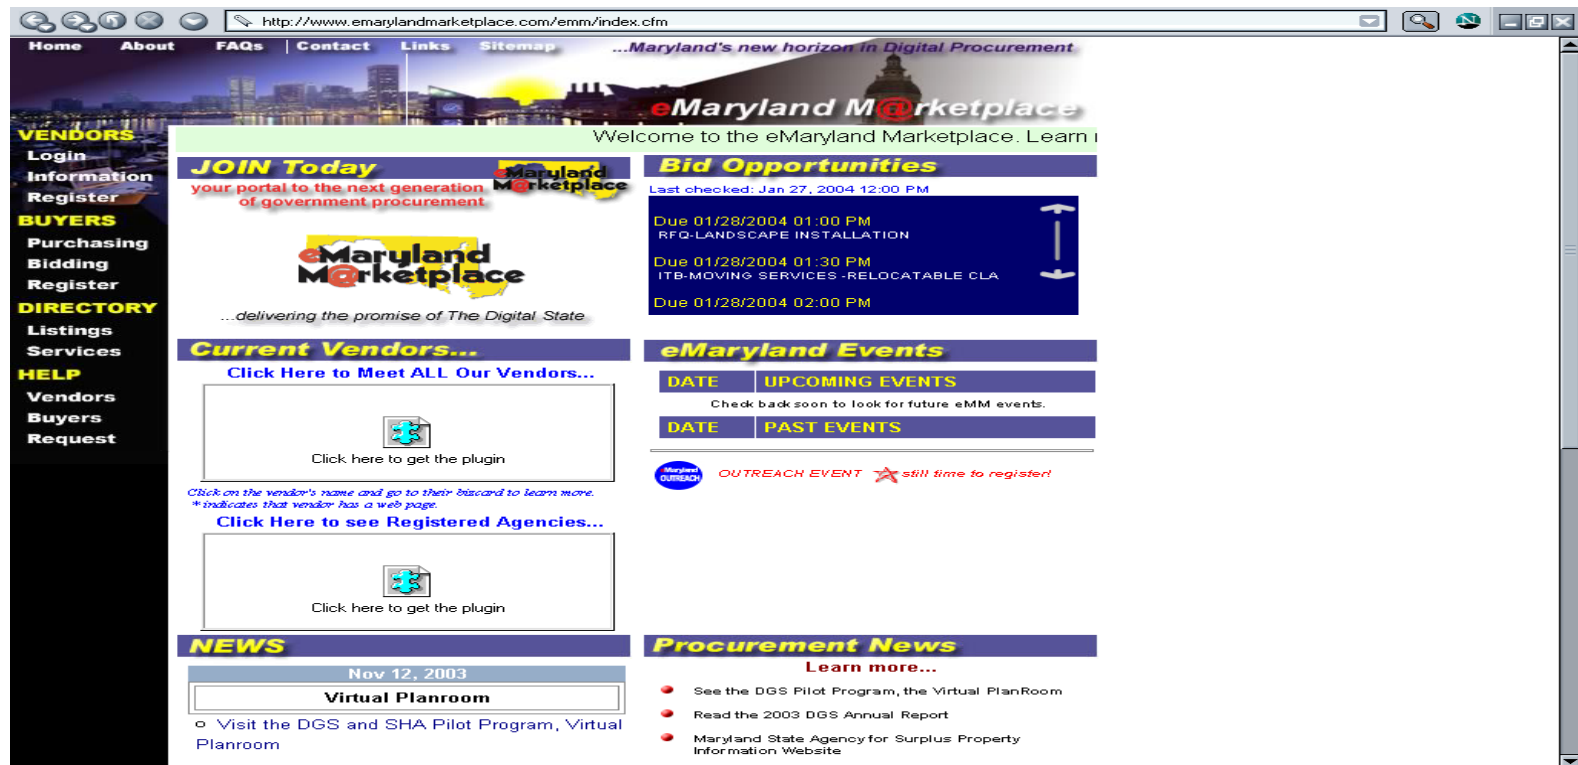 http://www.emarylandmarketplace.com/emm/index.cfm
N
Home About FAQs Contact Links Sitemap
...Maryland's new horizon in Digital Procurement
eMaryland M@rketplace
VENDORS
Login
Information
Register
BUYERS
Purchasing
Bidding
Register
DIRECTORY
Listings
Services
HELP
Vendors
Buyers
Request
Welcome to the eMaryland Marketplace. Learn
JOIN Today
your portal to the next generation
of government procurement
eMaryland
M@rketplace
eMaryland
M@rketplace
...delivering the promise of The Digital State
Bid Opportunities
Last checked: Jan 27, 2004 12:00 PM
Due 01/28/2004 01:00 PM
RFQ-LANDSCAPE INSTALLATION
Due 01/28/2004 01:30 PM
ITB-MOVING SERVICES -RELOCATABLE CLA
Due 01/28/2004 02:00 PM
Current Vendors...
Click Here to Meet ALL Our Vendors...
Click here to get the plugin
Click on the vendor's name and go to their bizcard to learn more.
*indicates that vendor has a web page.
Click Here to see Registered Agencies...
Click here to get the plugin
eMaryland Events
DATE UPCOMING EVENTS
Check back soon to look for future eMM events.
DATE PAST EVENTS
eMaryland
OUTREACH
OUTREACH EVENT still time to register!
NEWS
Nov 12, 2003
Virtual Planroom
Visit the DGS and SHA Pilot Program, Virtual
Planroom
Procurement News
Learn more...
See the DGS Pilot Program, the Virtual PlanRoom
Read the 2003 DGS Annual Report
Maryland State Agency for Surplus Property
Information Website